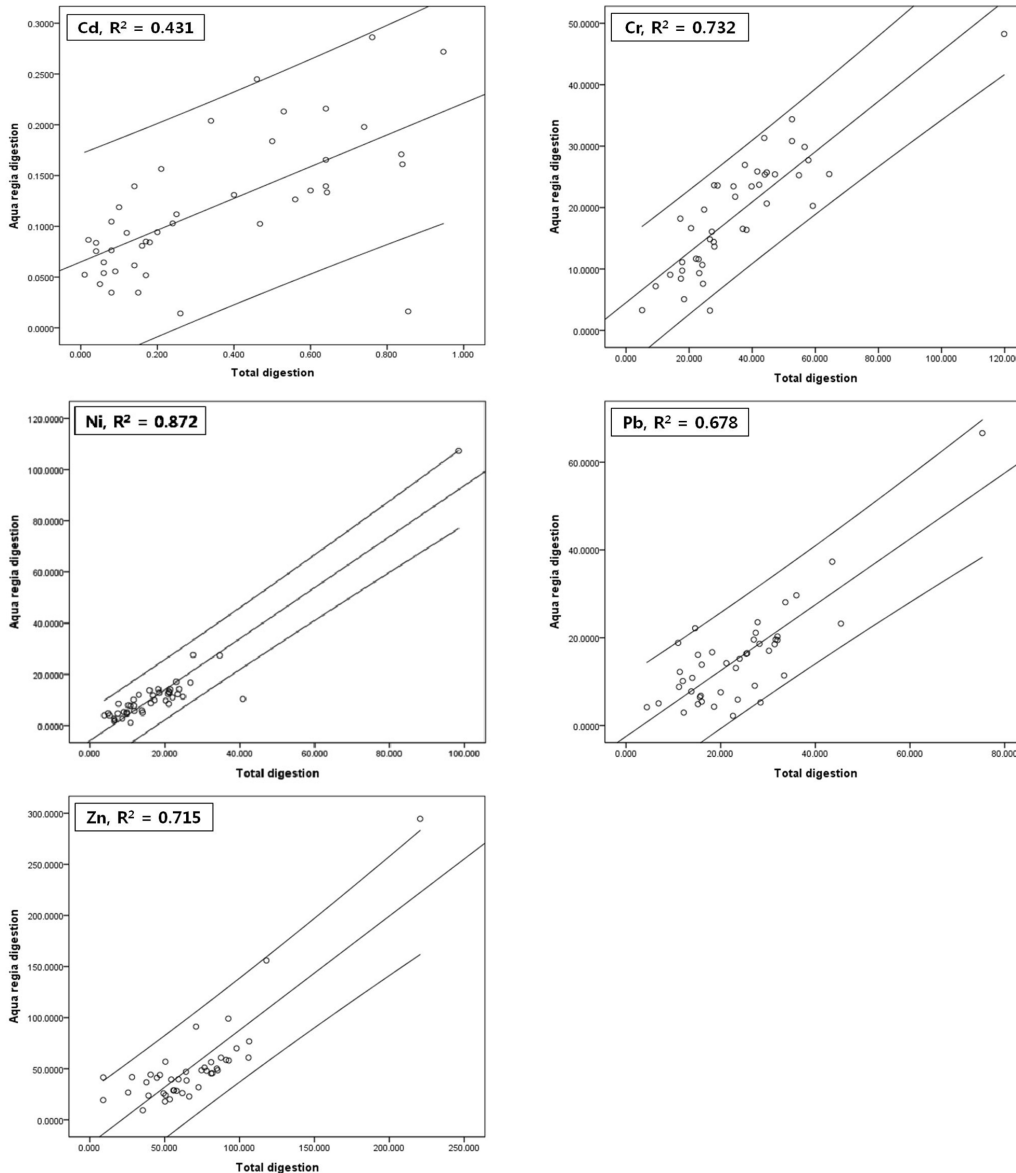 Cd, R² = 0.431
Aqua regia digestion
0.3000
0.2500
0.2000
0.1500
0.1000
0.0500
0.0000
0.000 0.200 0.400 0.600 0.800 1.000
Total digestion
Cr, R² = 0.732
Aqua regia digestion
50.0000
40.0000
30.0000
20.0000
10.0000
0.0000
0.000 20.000 40.000 60.000 80.000 100.000 120.000
Total digestion
Ni, R² = 0.872
Aqua regia digestion
120.0000
100.0000
80.0000
60.0000
40.0000
20.0000
0.0000
0.000 20.000 40.000 60.000 80.000 100.000
Total digestion
Pb, R² = 0.678
Aqua regia digestion
60.0000
40.0000
20.0000
0.0000
0.000 20.000 40.000 60.000 80.000
Total digestion
Zn, R² = 0.715
Aqua regia digestion
300.0000
250.0000
200.0000
150.0000
100.0000
50.0000
0.0000
0.000 50.000 100.000 150.000 200.000 250.000
Total digestion